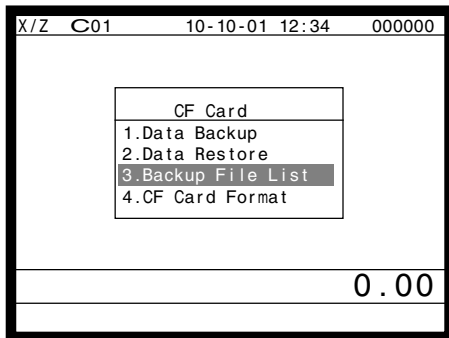 X/Z C01 10-10-01 12:34 000000
CF Card
1.Data Backup
2.Data Restore
3.Backup File List
4.CF Card Format
0.00